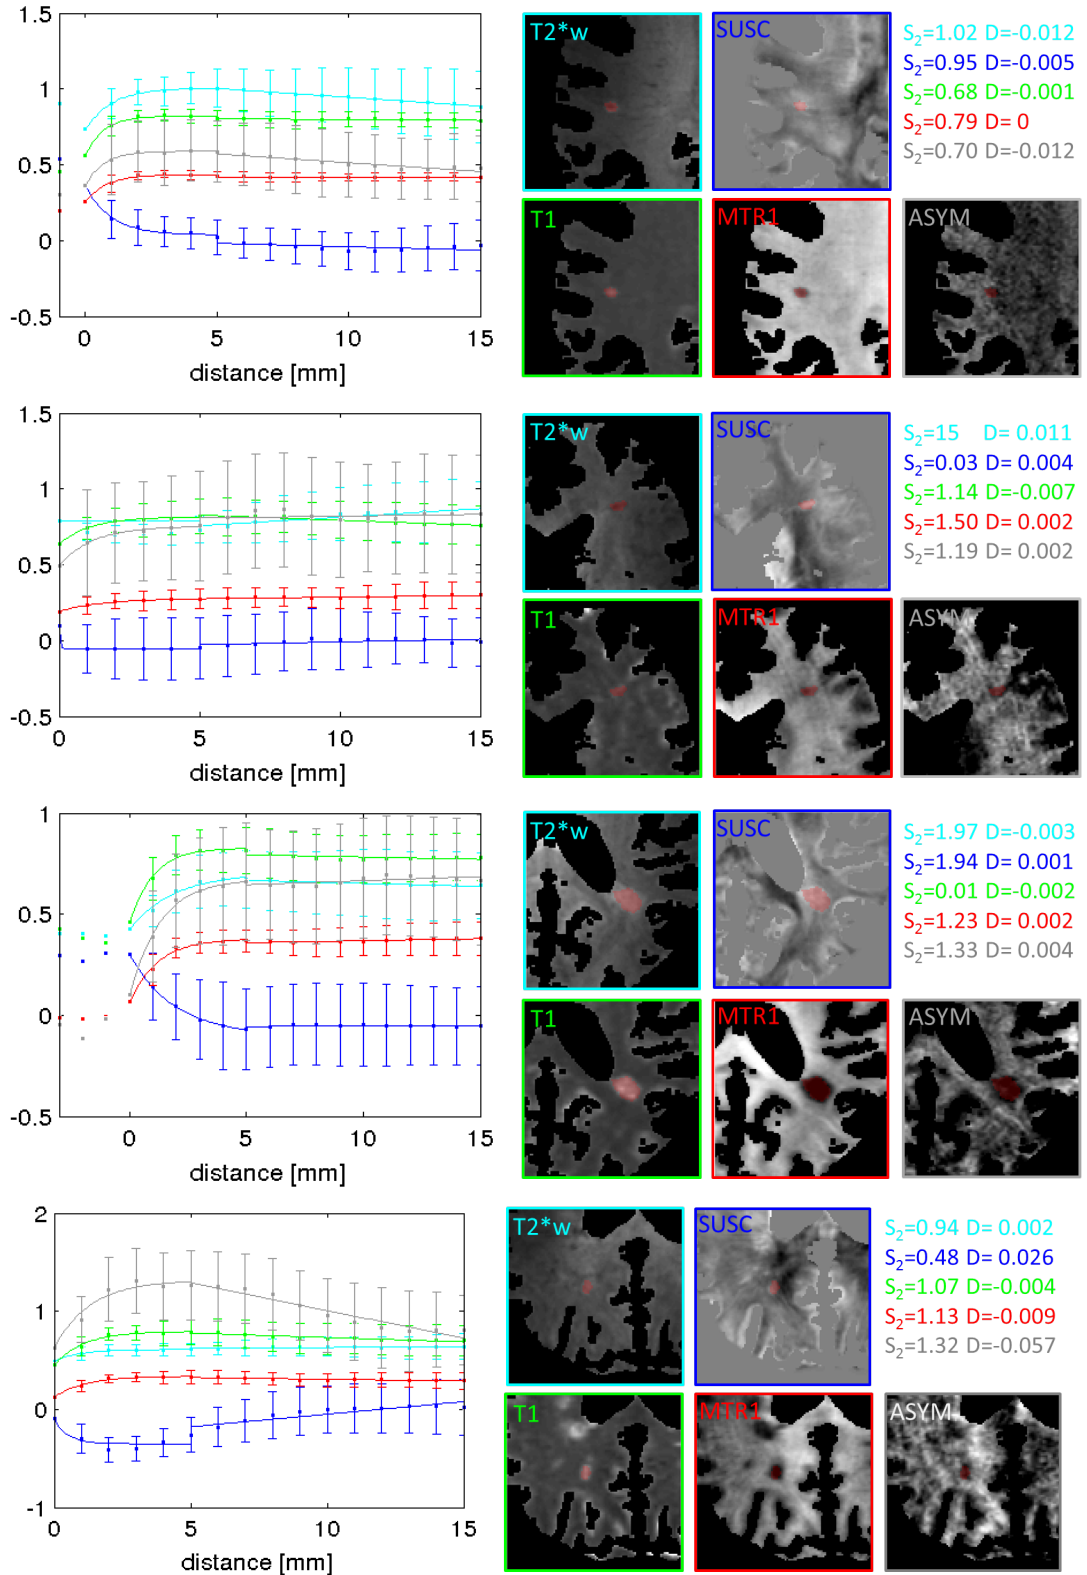 1.5
1
0.5
0
-0.5
0 5 10 15
distance [mm]
T2*w
SUSC
S2=1.02 D=-0.012
S2=0.95 D=-0.005
S2=0.68 D=-0.001
S2=0.79 D= 0
S2=0.70 D=-0.012
T1
MTR1
ASYM
1.5
1
0.5
0
-0.5
0 5 10 15
distance [mm]
T2*w
SUSC
S2=15 D= 0.011
S2=0.03 D= 0.004
S2=1.14 D=-0.007
S2=1.50 D= 0.002
S2=1.19 D= 0.002
T1
MTR1
ASYM
1
0.5
0
-0.5
0 5 10 15
distance [mm]
T2*w
SUSC
S2=1.97 D=-0.003
S2=1.94 D= 0.001
S2=0.01 D=-0.002
S2=1.23 D= 0.002
S2=1.33 D= 0.004
T1
MTR1
ASYM
2
1
0
-1
0 5 10 15
distance [mm]
T2*w
SUSC
S2=0.94 D= 0.002
S2=0.48 D= 0.026
S2=1.07 D=-0.004
S2=1.13 D=-0.009
S2=1.32 D=-0.057
T1
MTR1
ASYM